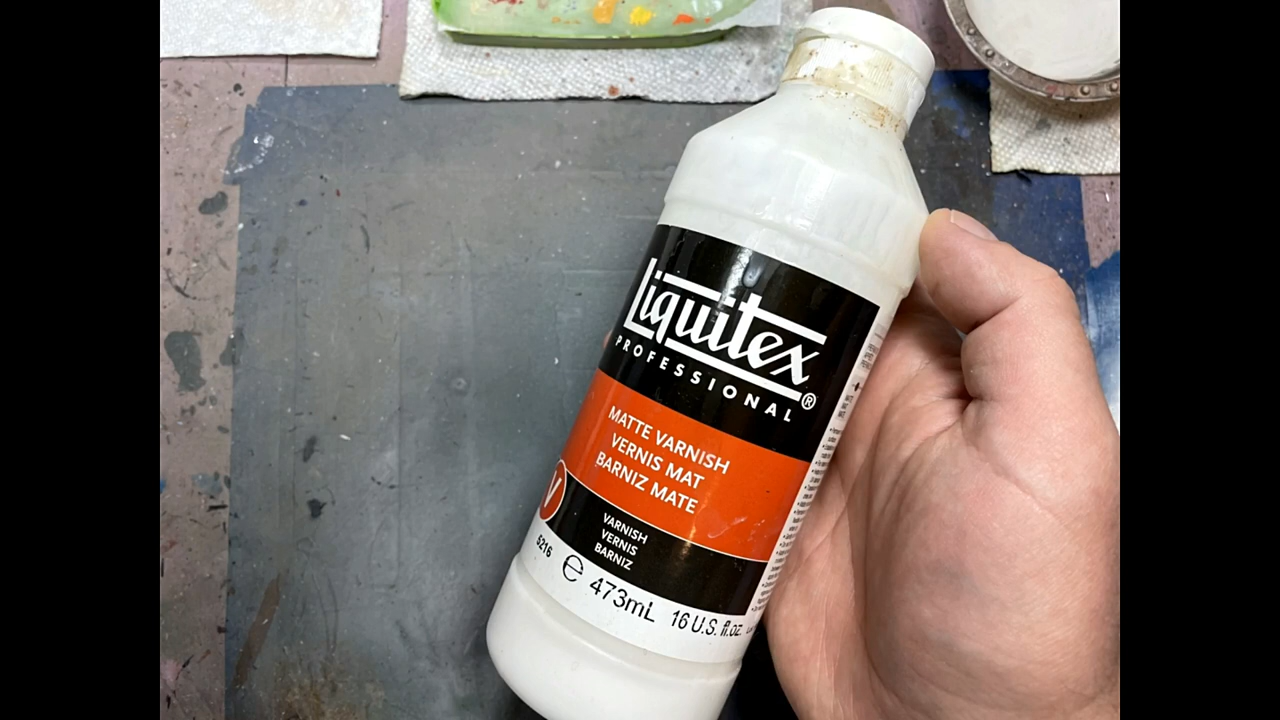 Liquitex
PROFESSIONAL®
MATTE VARNISH
VERNIS MAT
BARNIZ MATE
V
VARNISH
VERNIS
BARNIZ
5216
℮ 473mL 16 U.S. fl.oz.